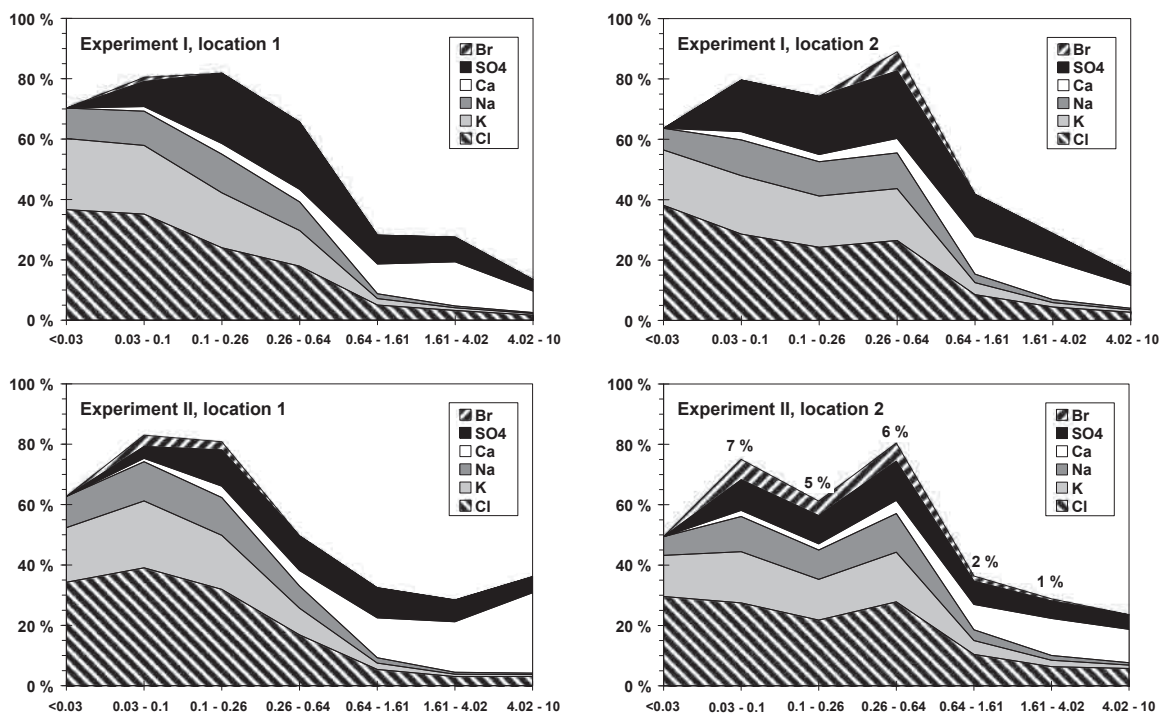 100 %
80 %
60 %
40 %
20 %
0 %
Experiment I, location 1
Br
SO4
Ca
Na
K
Cl
<0.03
0.03 - 0.1
0.1 - 0.26
0.26 - 0.64
0.64 - 1.61
1.61 - 4.02
4.02 - 10
100 %
80 %
60 %
40 %
20 %
0 %
Experiment I, location 2
Br
SO4
Ca
Na
K
Cl
<0.03
0.03 - 0.1
0.1 - 0.26
0.26 - 0.64
0.64 - 1.61
1.61 - 4.02
4.02 - 10
100 %
80 %
60 %
40 %
20 %
0 %
Experiment II, location 1
Br
SO4
Ca
Na
K
Cl
<0.03
0.03 - 0.1
0.1 - 0.26
0.26 - 0.64
0.64 - 1.61
1.61 - 4.02
4.02 - 10
100 %
80 %
60 %
40 %
20 %
0 %
Experiment II, location 2
7 %
5 %
6 %
2 %
1 %
Br
SO4
Ca
Na
K
Cl
<0.03
0.03 - 0.1
0.1 - 0.26
0.26 - 0.64
0.64 - 1.61
1.61 - 4.02
4.02 - 10